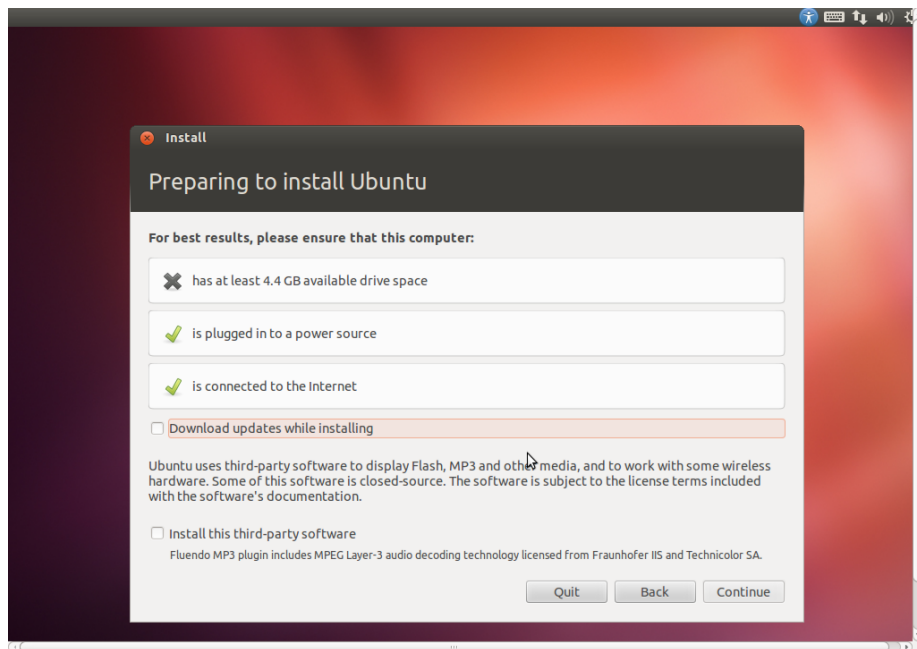 Install
Preparing to install Ubuntu
For best results, please ensure that this computer:
has at least 4.4 GB available drive space
is plugged in to a power source
is connected to the Internet
Download updates while installing
Ubuntu uses third-party software to display Flash, MP3 and other media, and to work with some wireless
hardware. Some of this software is closed-source. The software is subject to the license terms included
with the software's documentation.
Install this third-party software
Fluendo MP3 plugin includes MPEG Layer-3 audio decoding technology licensed from Fraunhofer IIS and Technicolor SA.
Quit Back Continue